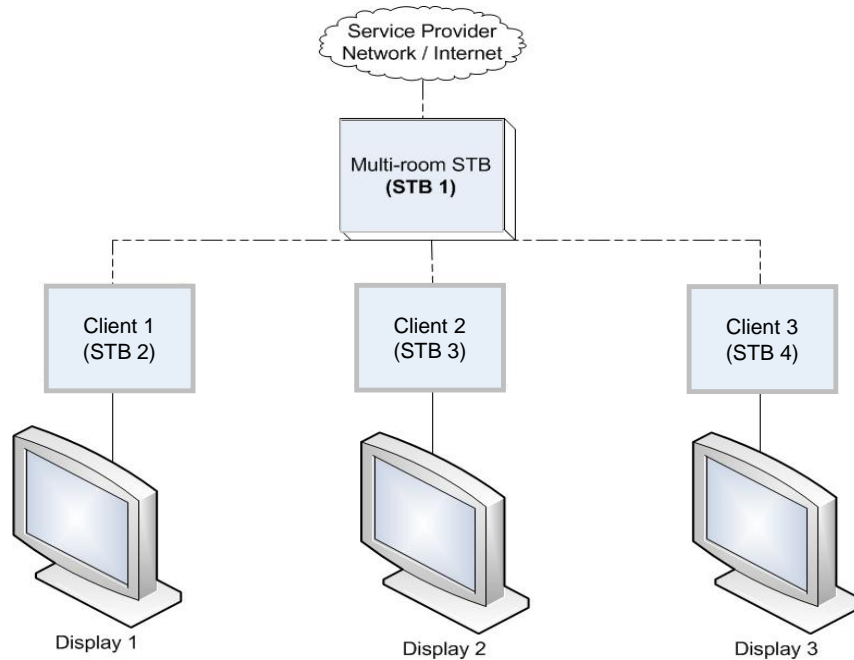 Service Provider
Network / Internet
Multi-room STB
(STB 1)
Client 1
(STB 2)
Client 2
(STB 3)
Client 3
(STB 4)
Display 1
Display 2
Display 3